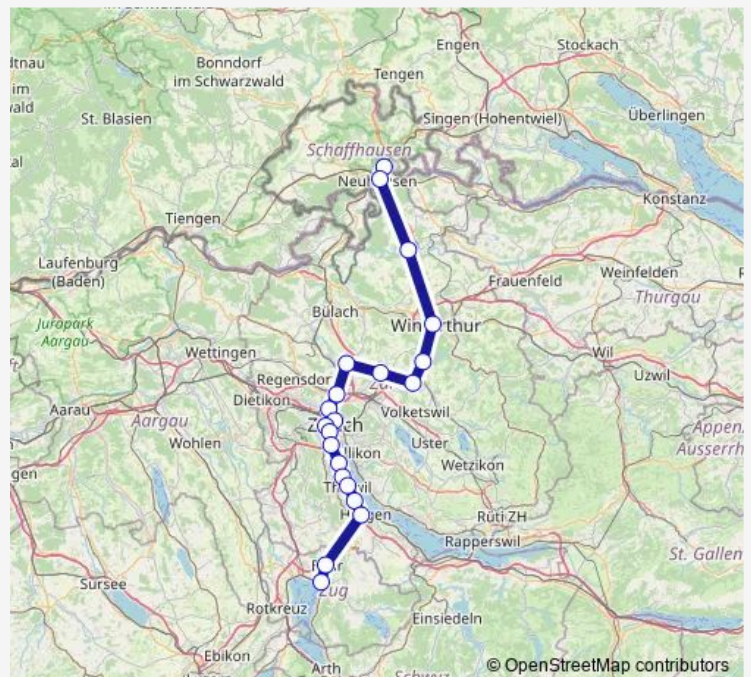 Engen
Stockach
Bonndorf
im Schwarzwald
Tengen
St. Blasien
Singen (Hohentwiel)
Überlingen
Schaffhausen
Konstanz
Tiengen
Laufenburg
(Baden)
Weinfelden
Frauenfeld
Thurgau
Bülach
Jurapark
Aargau
Wettingen
Wil
Uzwil
Dietikon
Aarau
Aargau
Volketswil
Wohlen
Uster
Wetzikon
Rüti ZH
Rapperswil
St. Gallen
Sursee
Zug
Rotkreuz
Einsiedeln
Ebikon
Arth
© OpenStreetMap contributors